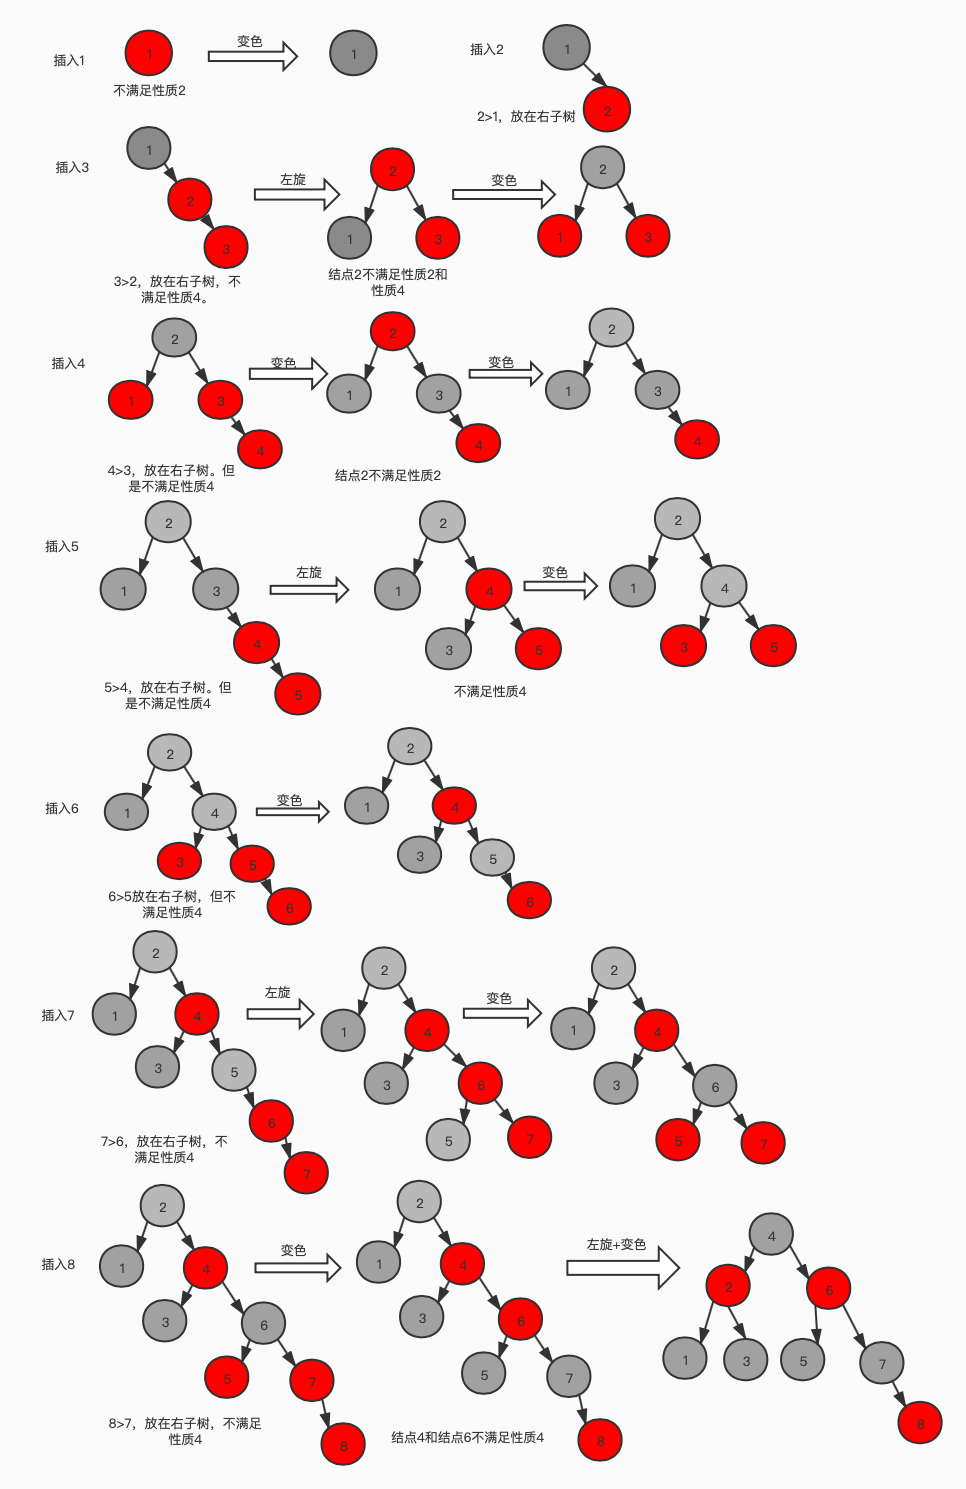 插入1
1
变色
1
不满足性质2
插入2
1
2
2>1，放在右子树
插入3
1
2
3
左旋
2
1
3
变色
2
1
3
3>2，放在右子树，不
满足性质4。
结点2不满足性质2和
性质4
插入4
2
1
3
4
变色
2
1
3
4
变色
2
1
3
4
4>3，放在右子树。但
是不满足性质4
结点2不满足性质2
插入5
2
1
3
4
5
左旋
2
1
4
3
5
变色
2
1
4
3
5
5>4，放在右子树。但
是不满足性质4
不满足性质4
插入6
2
1
4
3
5
6
变色
2
1
4
3
5
6
6>5放在右子树，但不
满足性质4
插入7
2
1
4
3
5
6
7
左旋
2
1
4
3
6
5
7
变色
2
1
4
3
6
5
7
7>6，放在右子树，不
满足性质4
插入8
2
1
4
3
6
5
7
8
变色
2
1
4
3
6
5
7
8
左旋+变色
4
2
6
1
3
5
7
8
8>7，放在右子树，不满足
性质4
结点4和结点6不满足性质4